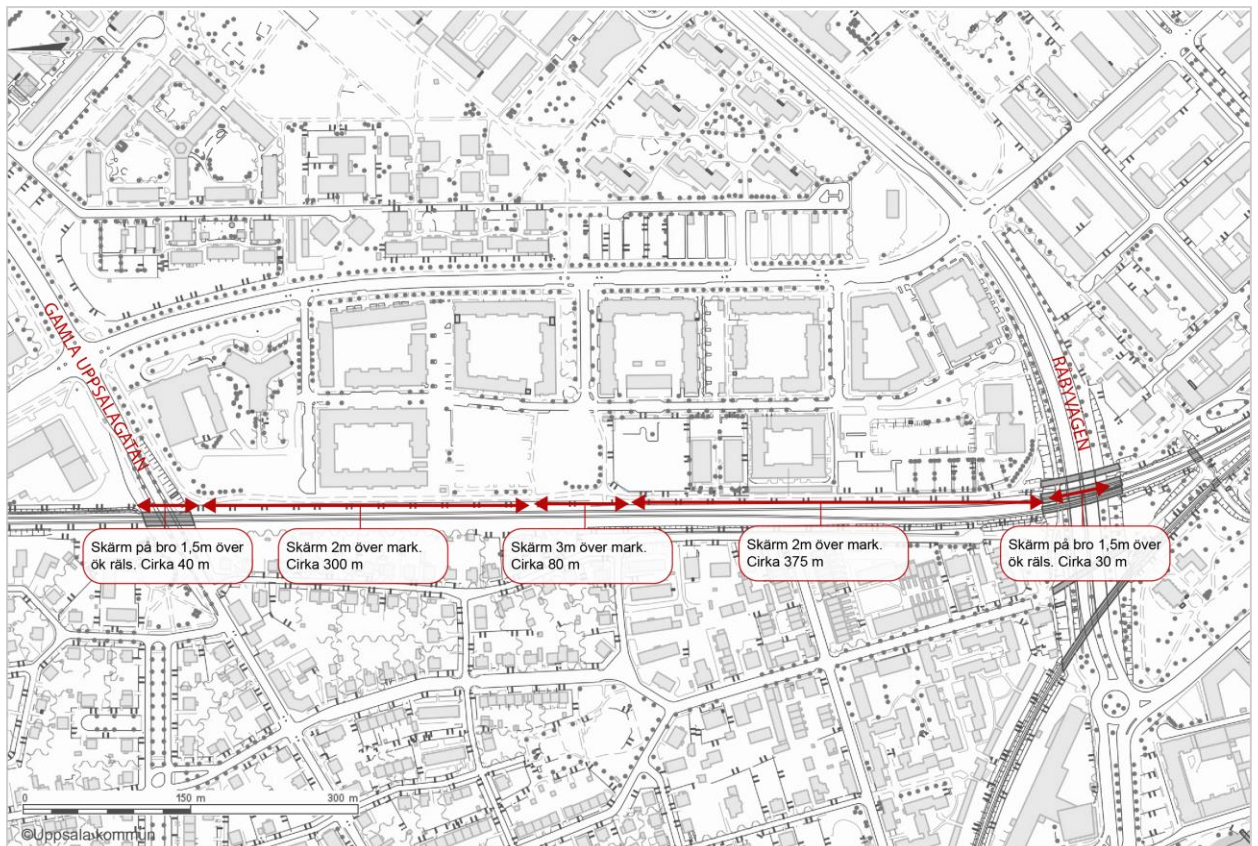 GAMLA UPPSALAGATAN
RÄBYVÄGEN
Skärm på bro 1,5m över
ök räls. Cirka 40 m
Skärm 2m över mark.
Cirka 300 m
Skärm 3m över mark.
Cirka 80 m
Skärm 2m över mark.
Cirka 375 m
Skärm på bro 1,5m över
ök räls. Cirka 30 m
0 150 m 300 m
©Uppsala kommun